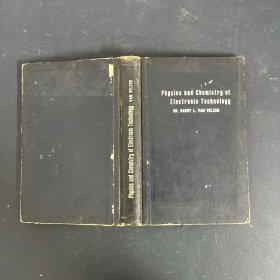 Physics and Chemistry of
Electronic Technology
DR. HARRY L. VAN VELZER
Physics and Chemistry of Electronic Technology VAN VELZER